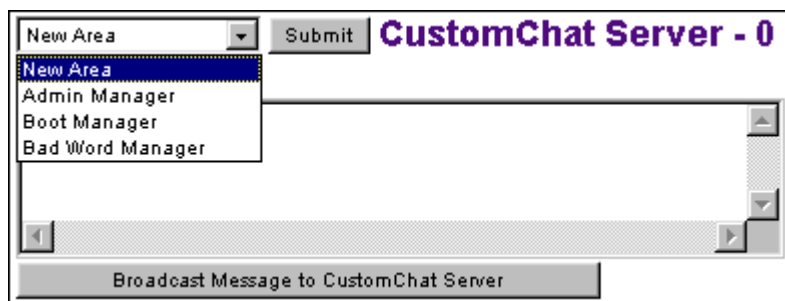 New Area Submit CustomChat Server - 0
New Area
Admin Manager
Boot Manager
Bad Word Manager
Broadcast Message to CustomChat Server